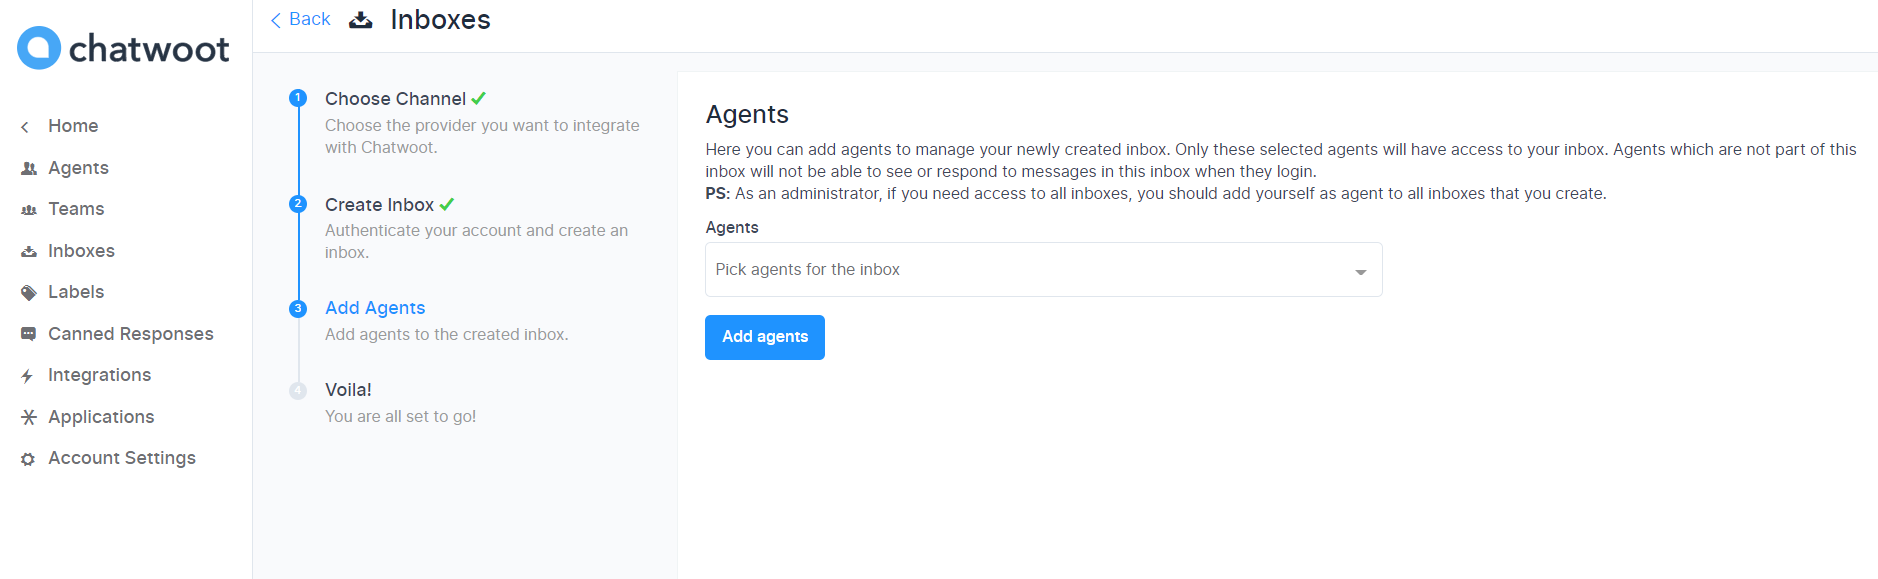 chatwoot
Home
Agents
Teams
Inboxes
Labels
Canned Responses
Integrations
Applications
Account Settings
Back
Inboxes
1
Choose Channel
Choose the provider you want to integrate
with Chatwoot.
2
Create Inbox
Authenticate your account and create an
inbox.
3
Add Agents
Add agents to the created inbox.
4
Voila!
You are all set to go!
Agents
Here you can add agents to manage your newly created inbox. Only these selected agents will have access to your inbox. Agents which are not part of this
inbox will not be able to see or respond to messages in this inbox when they login.
PS: As an administrator, if you need access to all inboxes, you should add yourself as agent to all inboxes that you create.
Agents
Pick agents for the inbox
Add agents